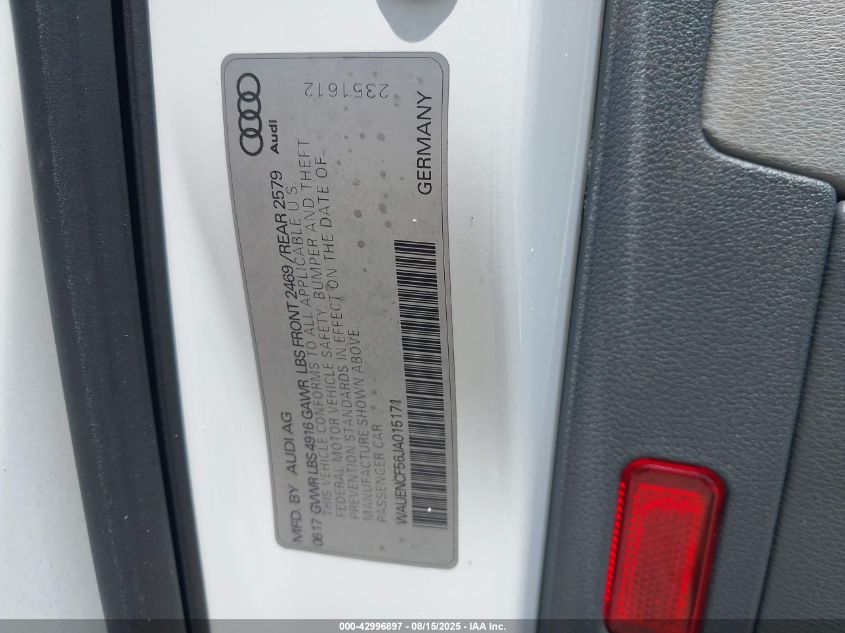 MFD. BY AUDI AG
0617 GVWR LBS 4916 GAWR LBS FRONT 2469/REAR 2579
THIS VEHICLE CONFORMS TO ALL APPLICABLE U.S.
FEDERAL MOTOR VEHICLE SAFETY, BUMPER AND THEFT
PREVENTION STANDARDS IN EFFECT ON THE DATE OF
MANUFACTURE SHOWN ABOVE.
PASSENGER CAR
WAUENCF56JA015171
GERMANY
Audi
2351612
000-42996897 - 08/15/2025 - IAA Inc.